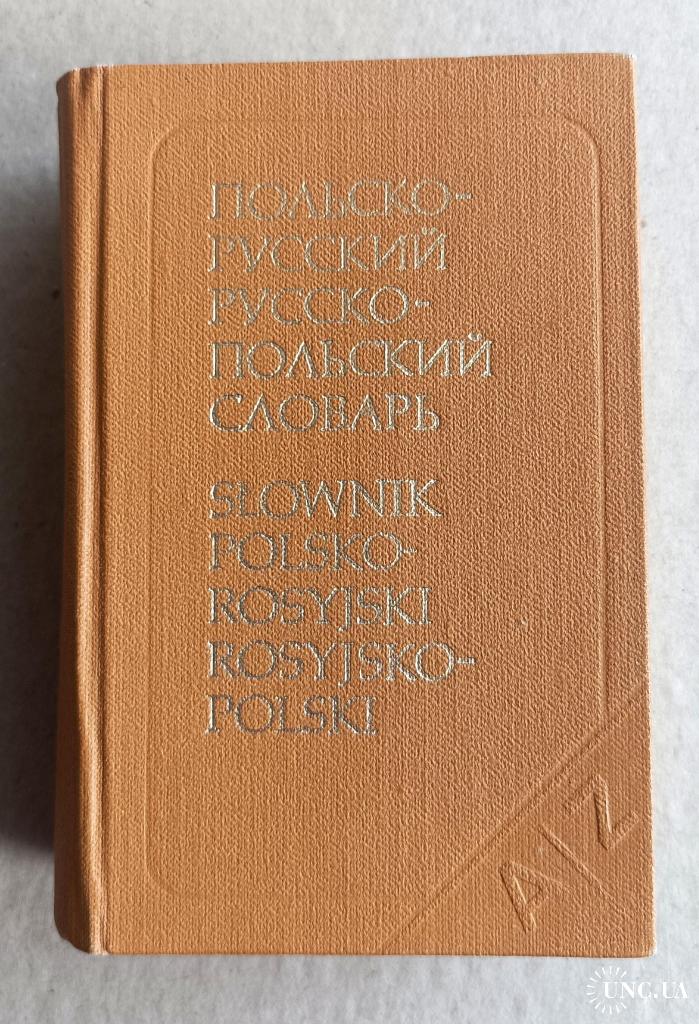 ПОЛЬСКО-
РУССКИЙ
РУССКО-
ПОЛЬСКИЙ
СЛОВАРЬ
SŁOWNIK
POLSKO-
ROSYJSKI
ROSYJSKO-
POLSKI
A/Z
UNC.UA